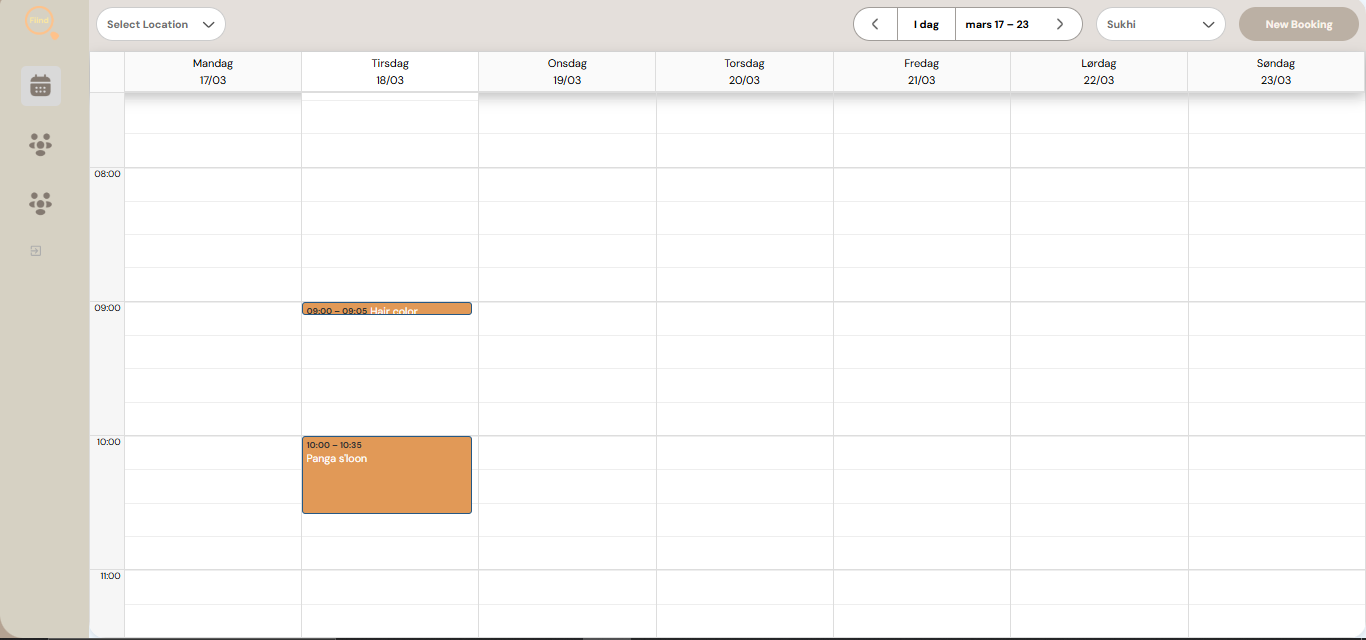 Fiind
Select Location
I dag
mars 17 – 23
Sukhi
New Booking
Mandag
17/03
Tirsdag
18/03
Onsdag
19/03
Torsdag
20/03
Fredag
21/03
Lørdag
22/03
Søndag
23/03
08:00
09:00
09:00 – 09:05 Hair color
10:00
10:00 – 10:35
Panga s'loon
11:00